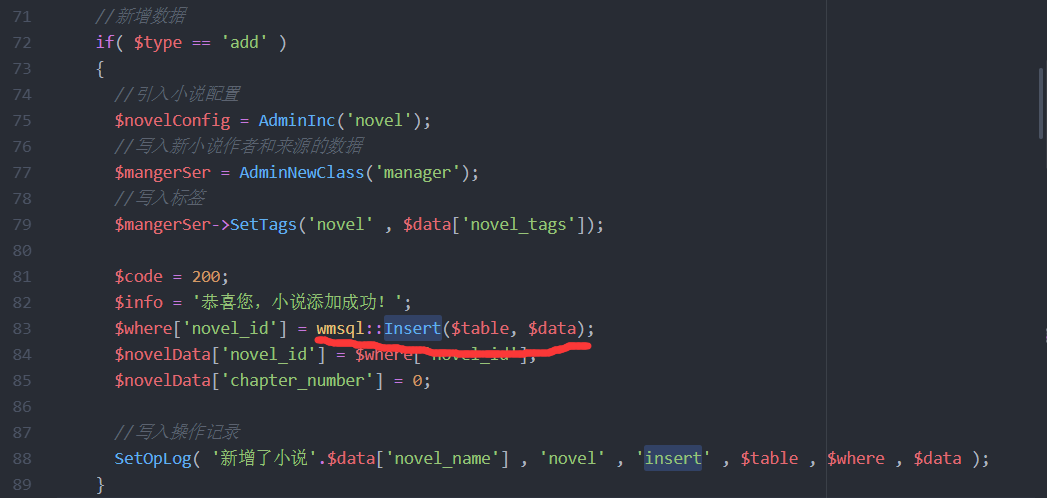 71 //新增数据
72 if( $type == 'add' )
73 {
74 //引入小说配置
75 $novelConfig = AdminInc('novel');
76 //写入新小说作者和来源的数据
77 $mangerSer = AdminNewClass('manager');
78 //写入标签
79 $mangerSer->SetTags('novel' , $data['novel_tags']);
80
81 $code = 200;
82 $info = '恭喜您，小说添加成功！';
83 $where['novel_id'] = wmsql::Insert($table, $data);
84 $novelData['novel_id'] = $where['novel_id'];
85 $novelData['chapter_number'] = 0;
86
87 //写入操作记录
88 SetOpLog( '新增了小说'.$data['novel_name'] , 'novel' , 'insert' , $table , $where , $data );
89 }